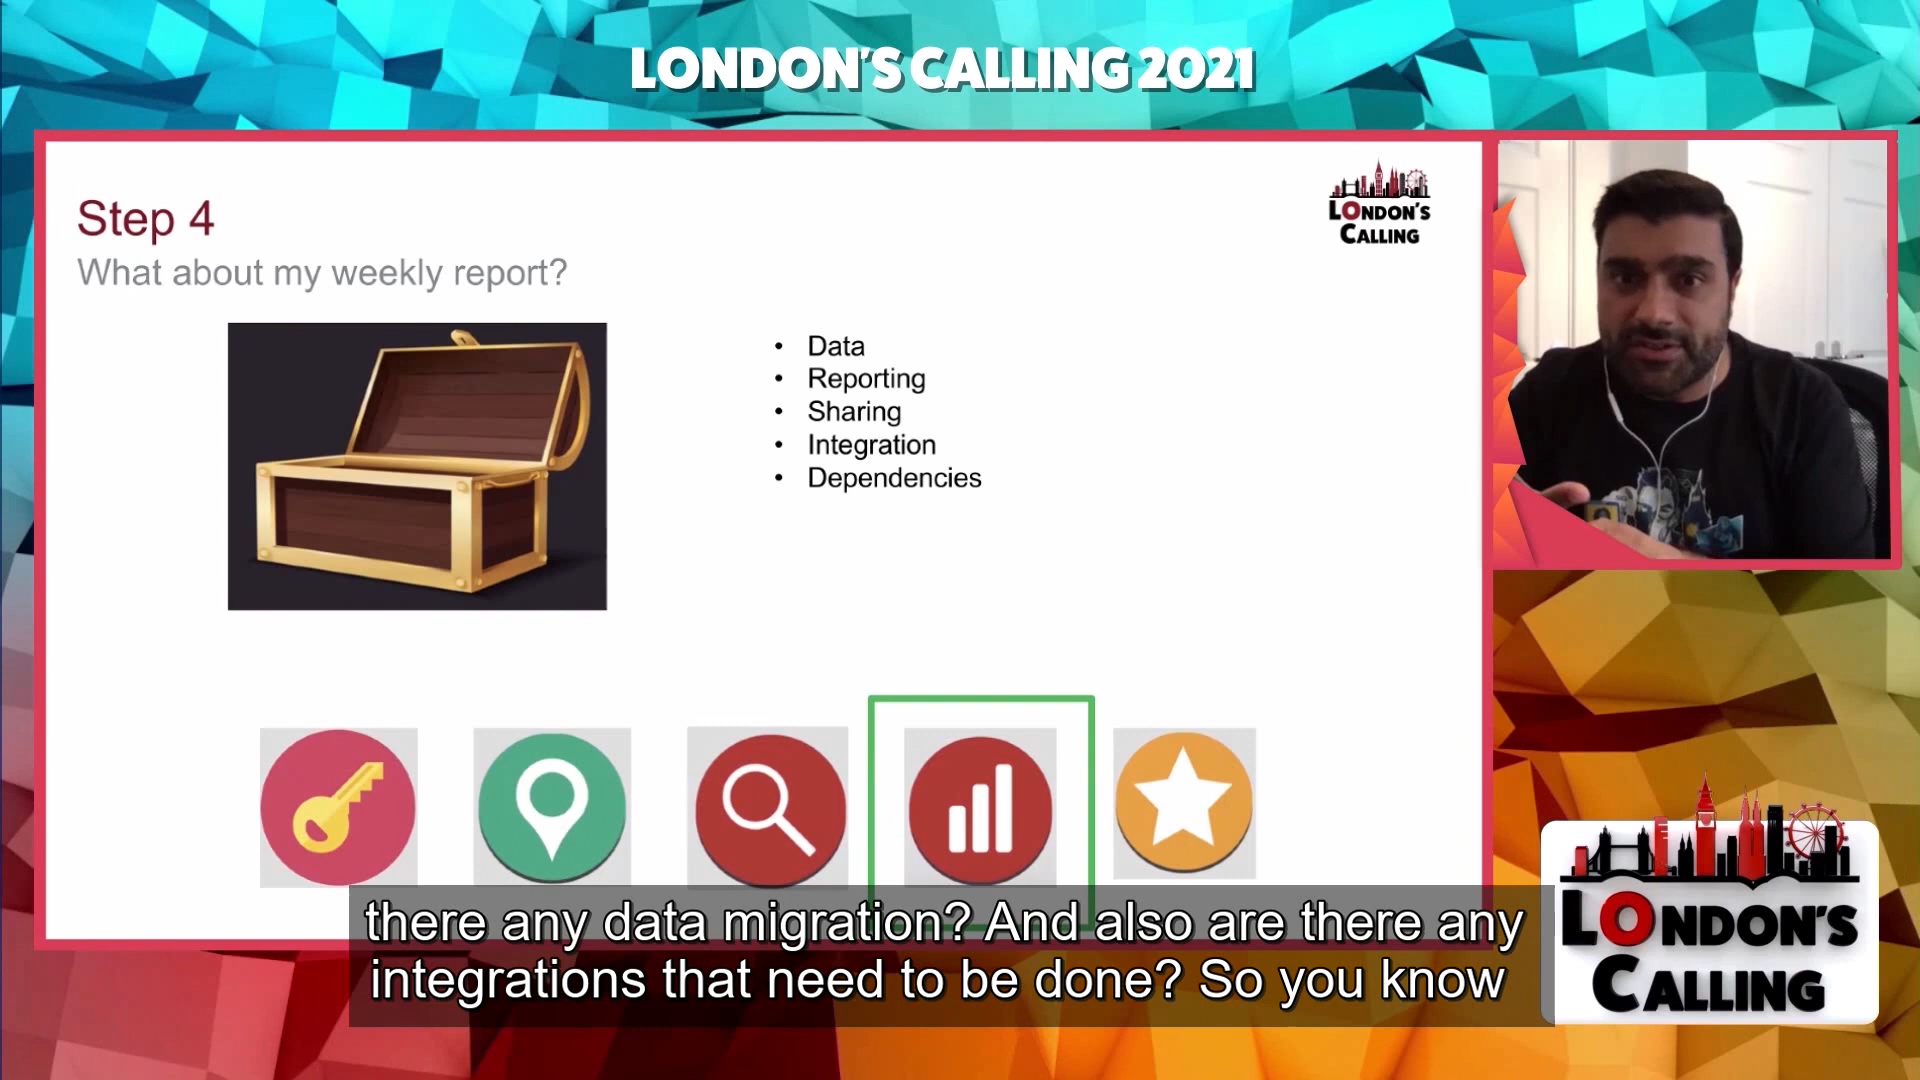 LONDON'S CALLING 2021
Step 4
What about my weekly report?
LONDON'S
CALLING
• Data
• Reporting
• Sharing
• Integration
• Dependencies
there any data migration? And also are there any
integrations that need to be done? So you know
LONDON'S
CALLING